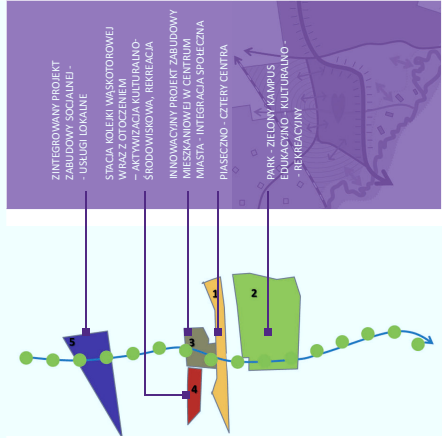 ZINTEGROWANY PROJEKT
ZABUDOWY SOCJALNEJ -
- USŁUGI LOKALNE
STACJA KOLEJKI WĄSKOTOROWEJ
WRAZ Z OTOCZENIEM
– AKTYWIZACJA KULTURALNO-
ŚRODOWISKOWA, REKREACJA
INNOWACYJNY PROJEKT ZABUDOWY
MIESZKANIOWEJ W CENTRUM
MIASTA - INTEGRACJA SPOŁECZNA
PIASECZNO - CZTERY CENTRA
PARK - ZIELONY KAMPUS
EDUKACYJNO - KULTURALNO -
- REKREACYJNY
1
2
3
4
5